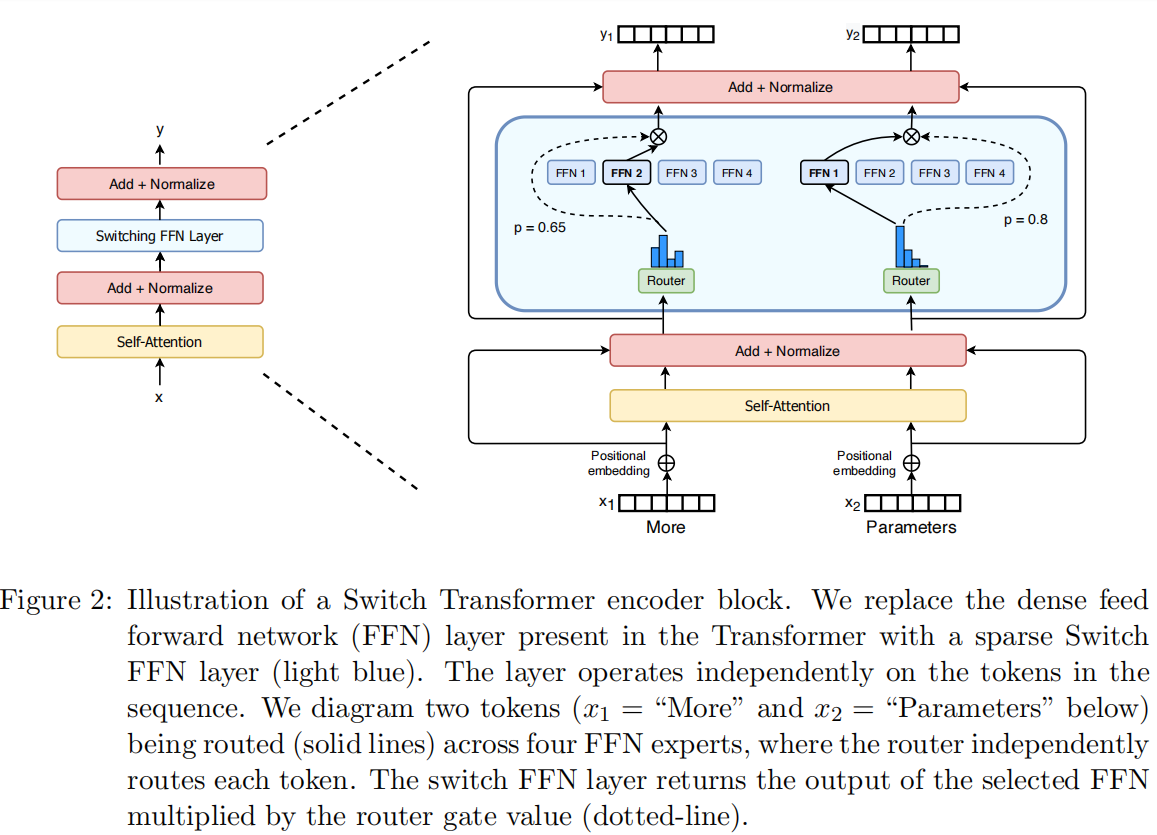 y
Add + Normalize
Switching FFN Layer
Add + Normalize
Self-Attention
x
y1 y2
Add + Normalize
FFN 1 FFN 2 FFN 3 FFN 4 FFN 1 FFN 2 FFN 3 FFN 4
p = 0.65 p = 0.8
Router Router
Add + Normalize
Self-Attention
Positional
embedding
Positional
embedding
x1 x2
More Parameters
Figure 2: Illustration of a Switch Transformer encoder block. We replace the dense feed
forward network (FFN) layer present in the Transformer with a sparse Switch
FFN layer (light blue). The layer operates independently on the tokens in the
sequence. We diagram two tokens (x1 = “More” and x2 = “Parameters” below)
being routed (solid lines) across four FFN experts, where the router independently
routes each token. The switch FFN layer returns the output of the selected FFN
multiplied by the router gate value (dotted-line).